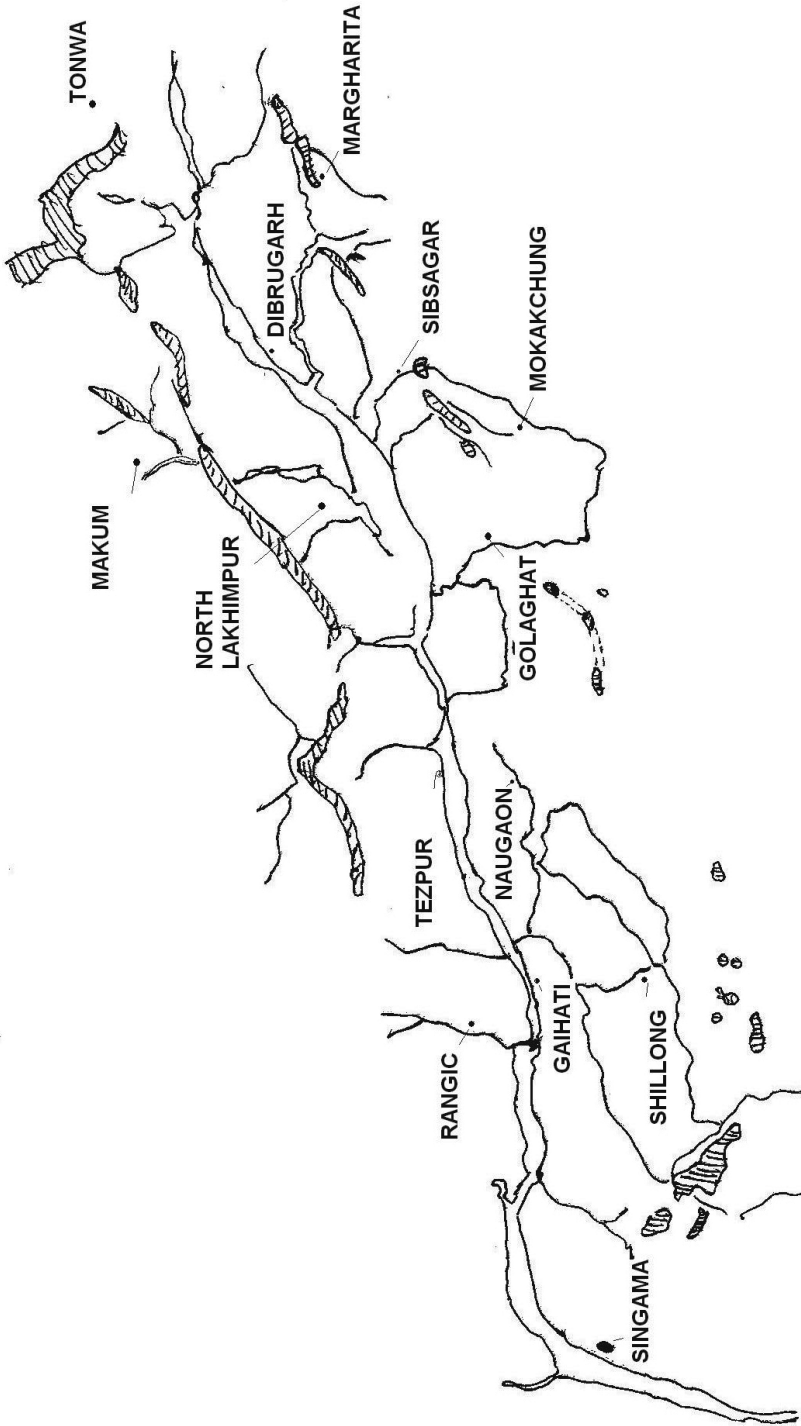 TONWA
MARGHARITA
DIBRUGARH
SIBSAGAR
MOKAKCHUNG
MAKUM
NORTH
LAKHIMPUR
GOLAGHAT
TEZPUR
NAUGAON
RANGIC
GAIHATI
SHILLONG
SINGAMA